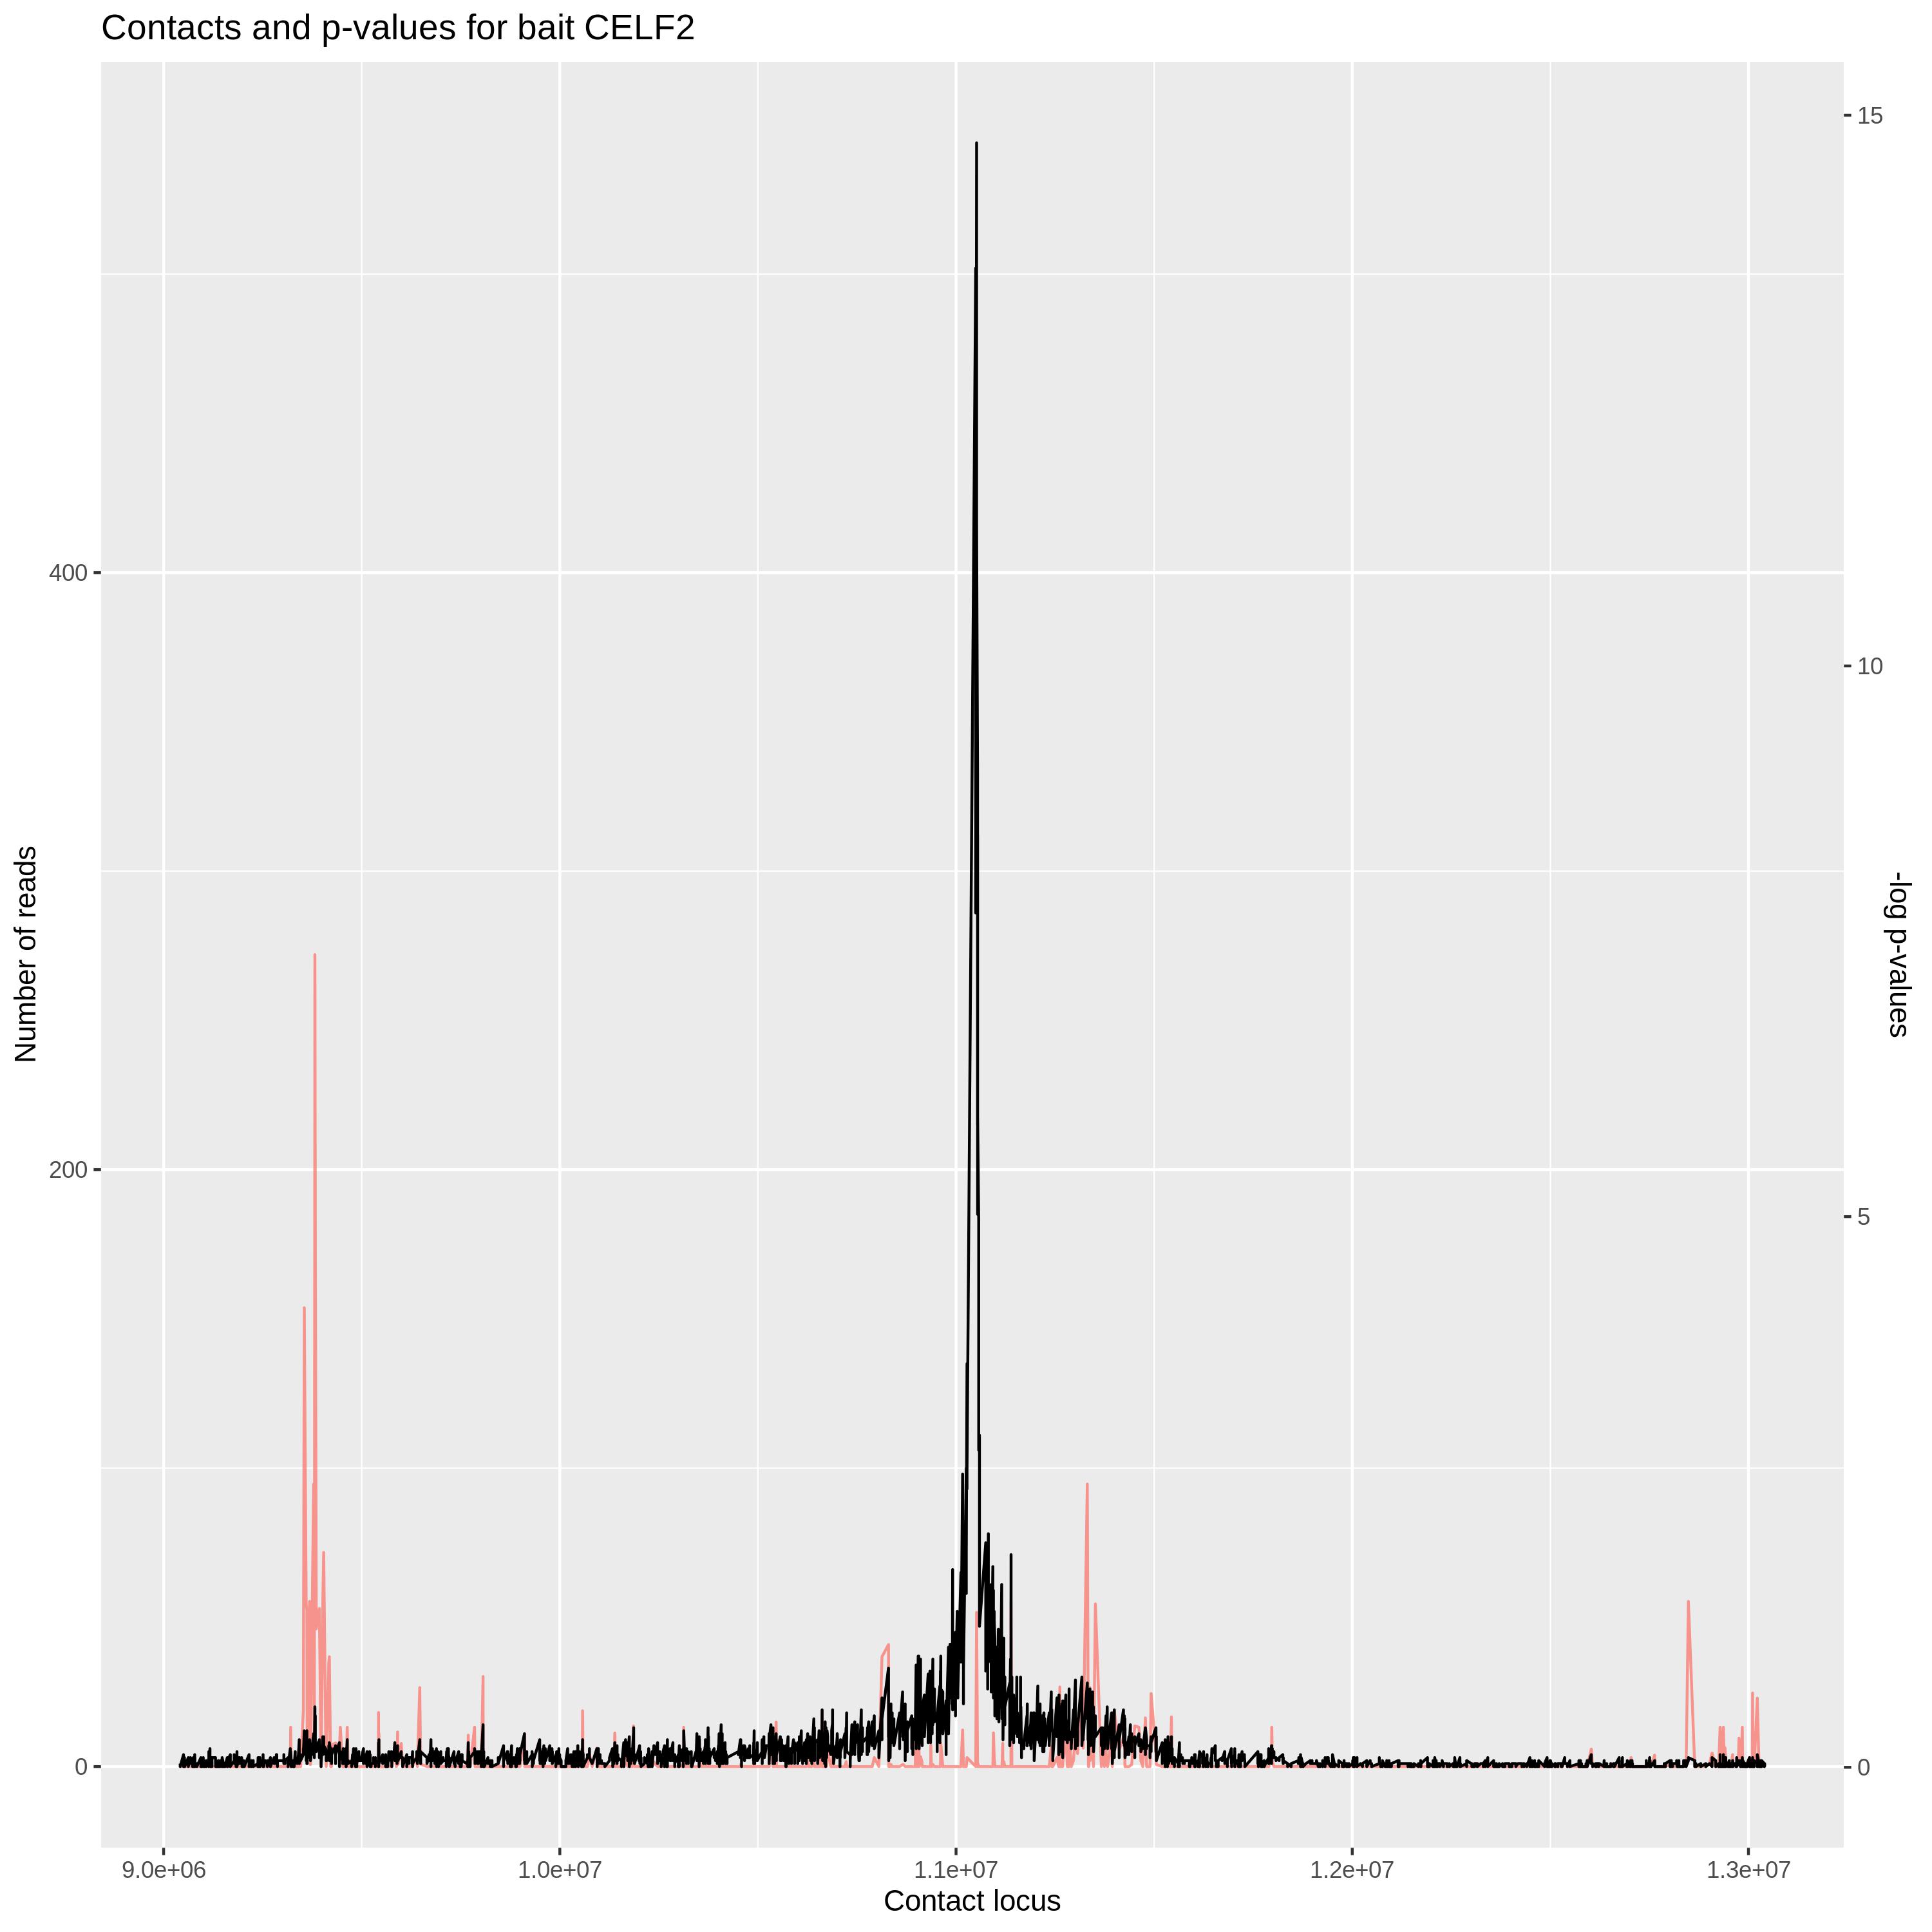 Contacts and p-values for bait CELF2
15
400
10
Number of reads
-log p-values
200
5
0
0
9.0e+06
1.0e+07
1.1e+07
1.2e+07
1.3e+07
Contact locus